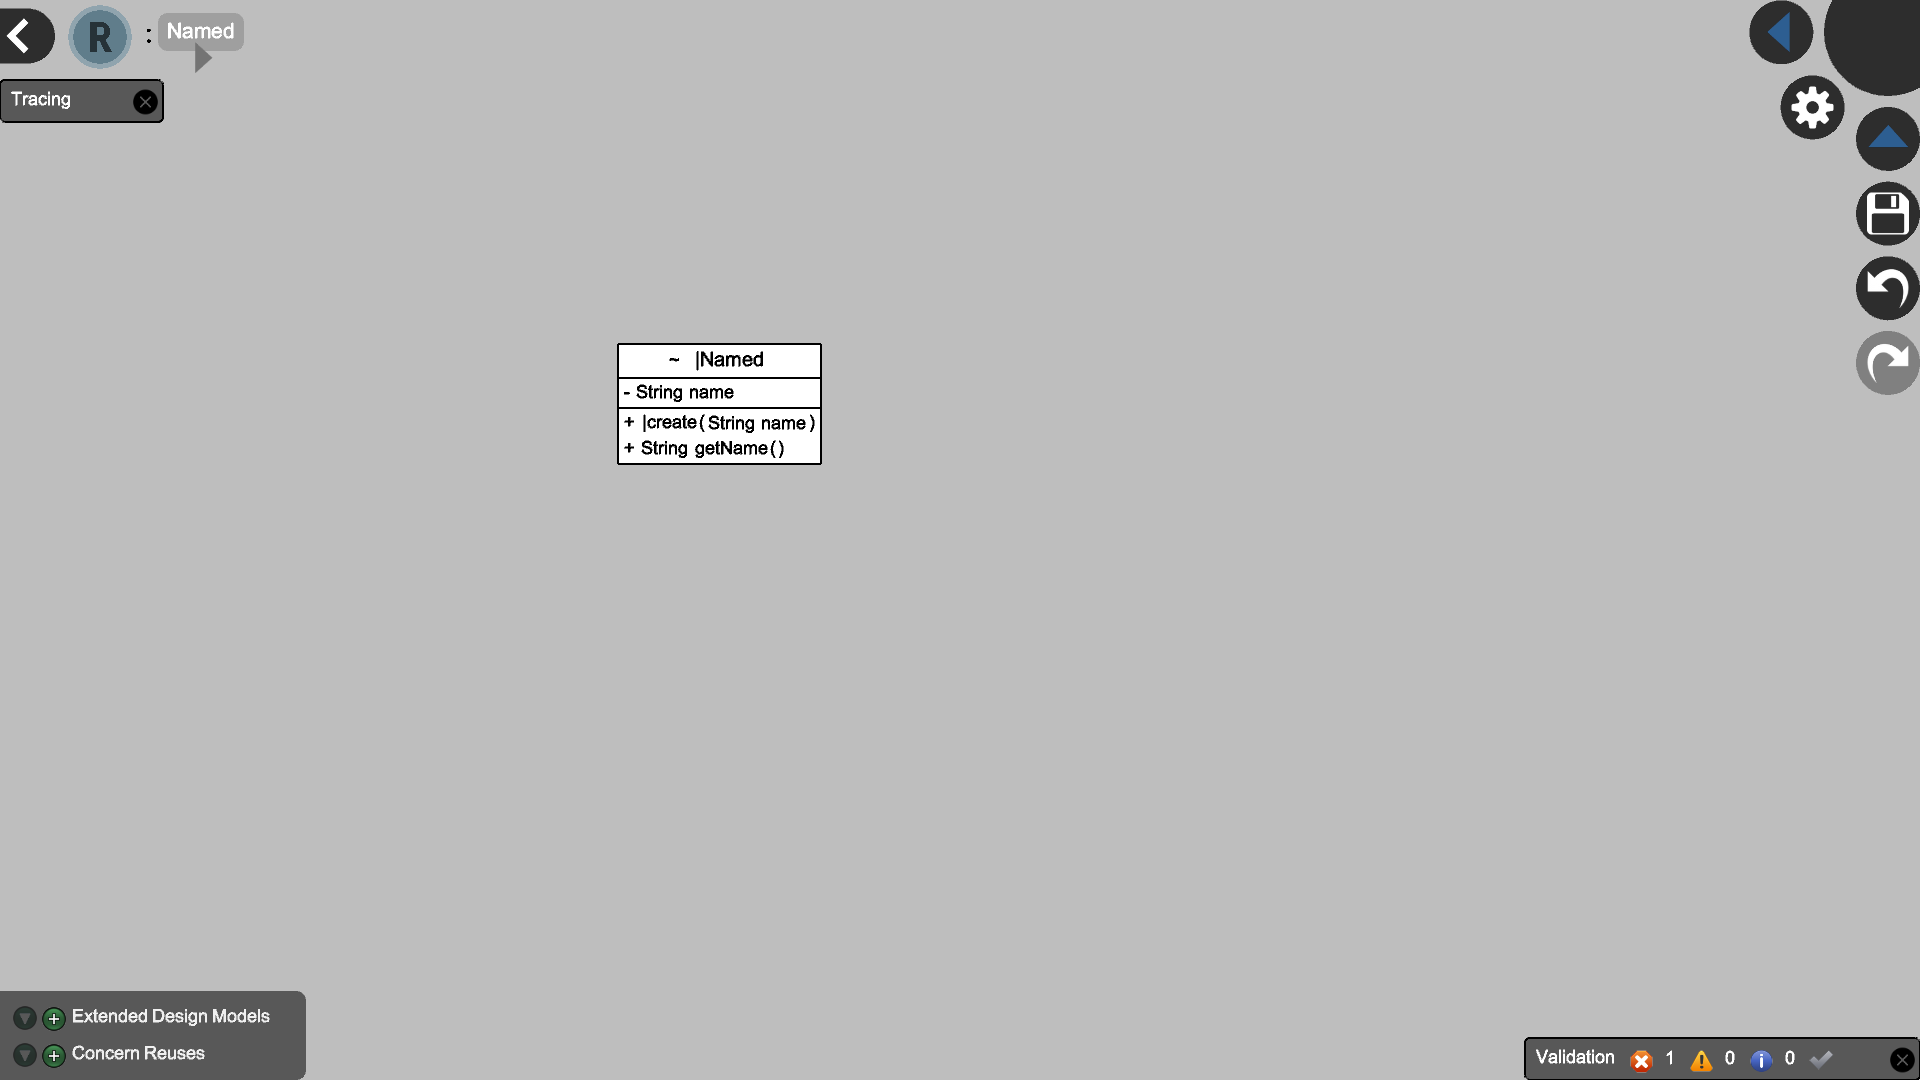 R : Named
Tracing
~ |Named
- String name
+ |create(String name)
+ String getName()
Extended Design Models
Concern Reuses
Validation 1 0 0